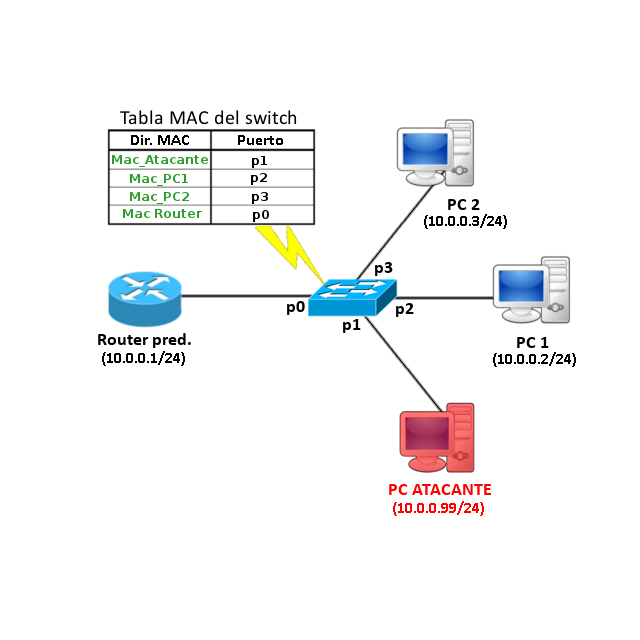 Tabla MAC del switch
Dir. MAC Puerto
Mac_Atacante p1
Mac_PC1 p2
Mac_PC2 p3
Mac Router p0
PC 2
(10.0.0.3/24)
p3
p0
p2
p1
Router pred.
(10.0.0.1/24)
PC 1
(10.0.0.2/24)
PC ATACANTE
(10.0.0.99/24)